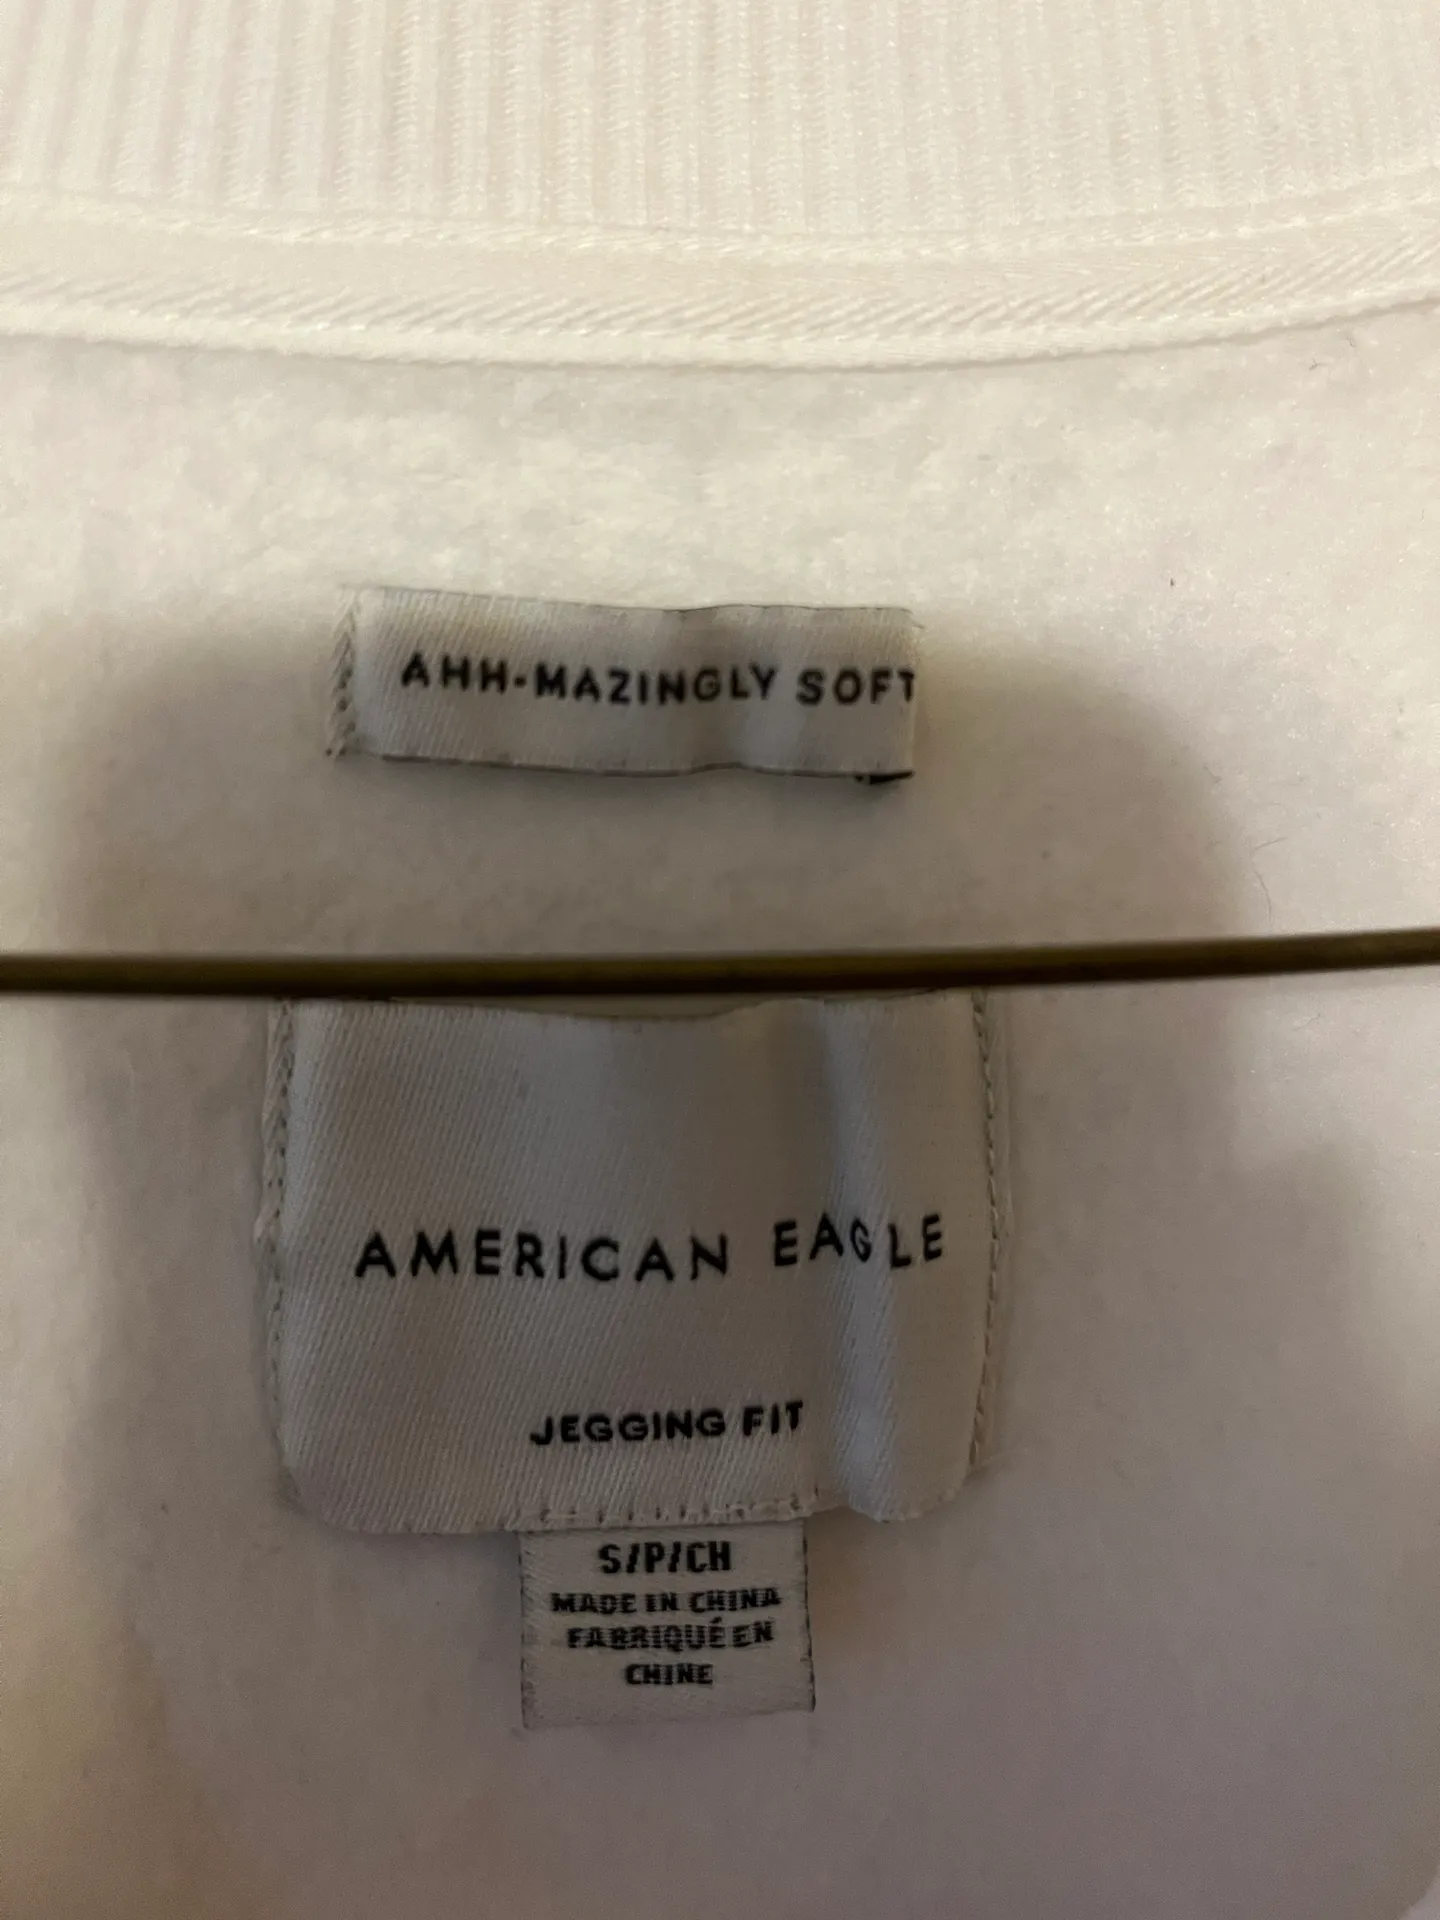 AHH-MAZINGLY SOFT
AMERICAN EAGLE
JEGGING FIT
S/P/CH
MADE IN CHINA
FABRIQUÉ EN
CHINE